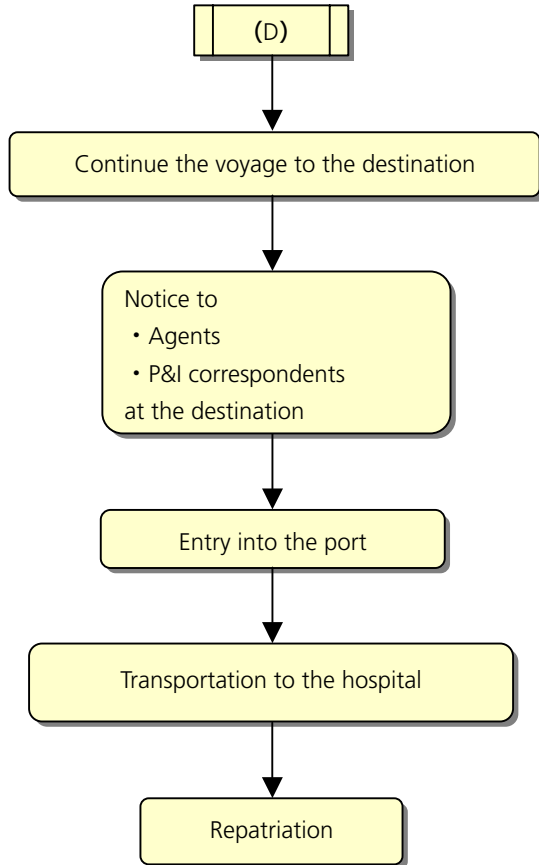 (D)
Continue the voyage to the destination
Notice to
・Agents
・P&I correspondents
at the destination
Entry into the port
Transportation to the hospital
Repatriation